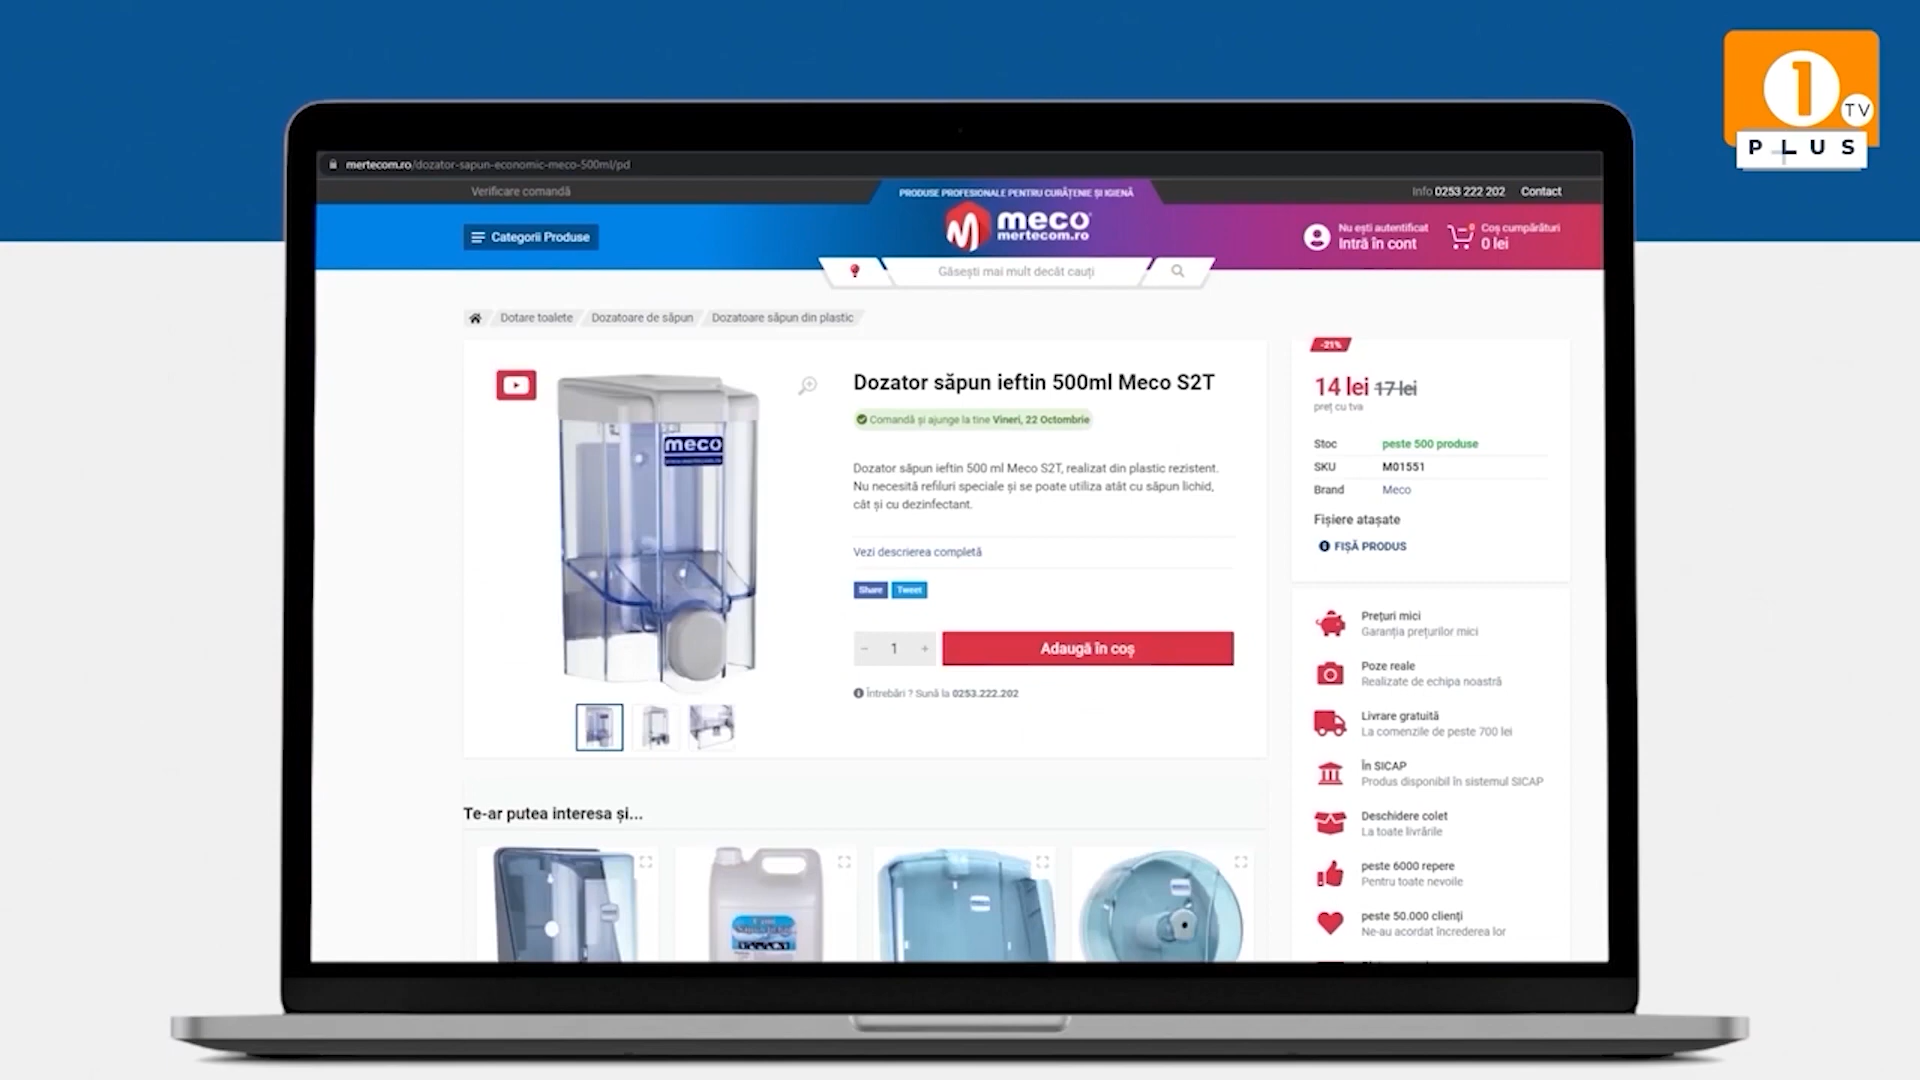 1
TV
PLUS
mertecom.ro/dozator-sapun-economic-meco-500ml/pd
Verificare comandă
PRODUSE PROFESIONALE PENTRU CURĂȚENIE ȘI IGIENĂ
Info 0253 222 202
Contact
Categorii Produse
meco
mertecom.ro
Nu ești autentificat
Intră în cont
Coș cumpărături
0 lei
Găsești mai mult decât cauți
Dotare toalete
Dozatoare de săpun
Dozatoare săpun din plastic
meco
Dozator săpun ieftin 500ml Meco S2T
Comandă și ajunge la tine Vineri, 22 Octombrie
Dozator săpun ieftin 500 ml Meco S2T, realizat din plastic rezistent.
Nu necesită refiluri speciale și se poate utiliza atât cu săpun lichid,
cât și cu dezinfectant.
Vezi descrierea completă
Share
Tweet
- 1 +
Adaugă în coș
Întrebări ? Sună la 0253.222.202
-21%
14 lei 17 lei
preț cu tva
Stoc peste 500 produse
SKU M01551
Brand Meco
Fișiere atașate
FIȘĂ PRODUS
Prețuri mici
Garanția prețurilor mici
Poze reale
Realizate de echipa noastră
Livrare gratuită
La comenzile de peste 700 lei
În SICAP
Produs disponibil în sistemul SICAP
Deschidere colet
La toate livrările
peste 6000 repere
Pentru toate nevoile
peste 50.000 clienți
Ne-au acordat încrederea lor
Te-ar putea interesa și...